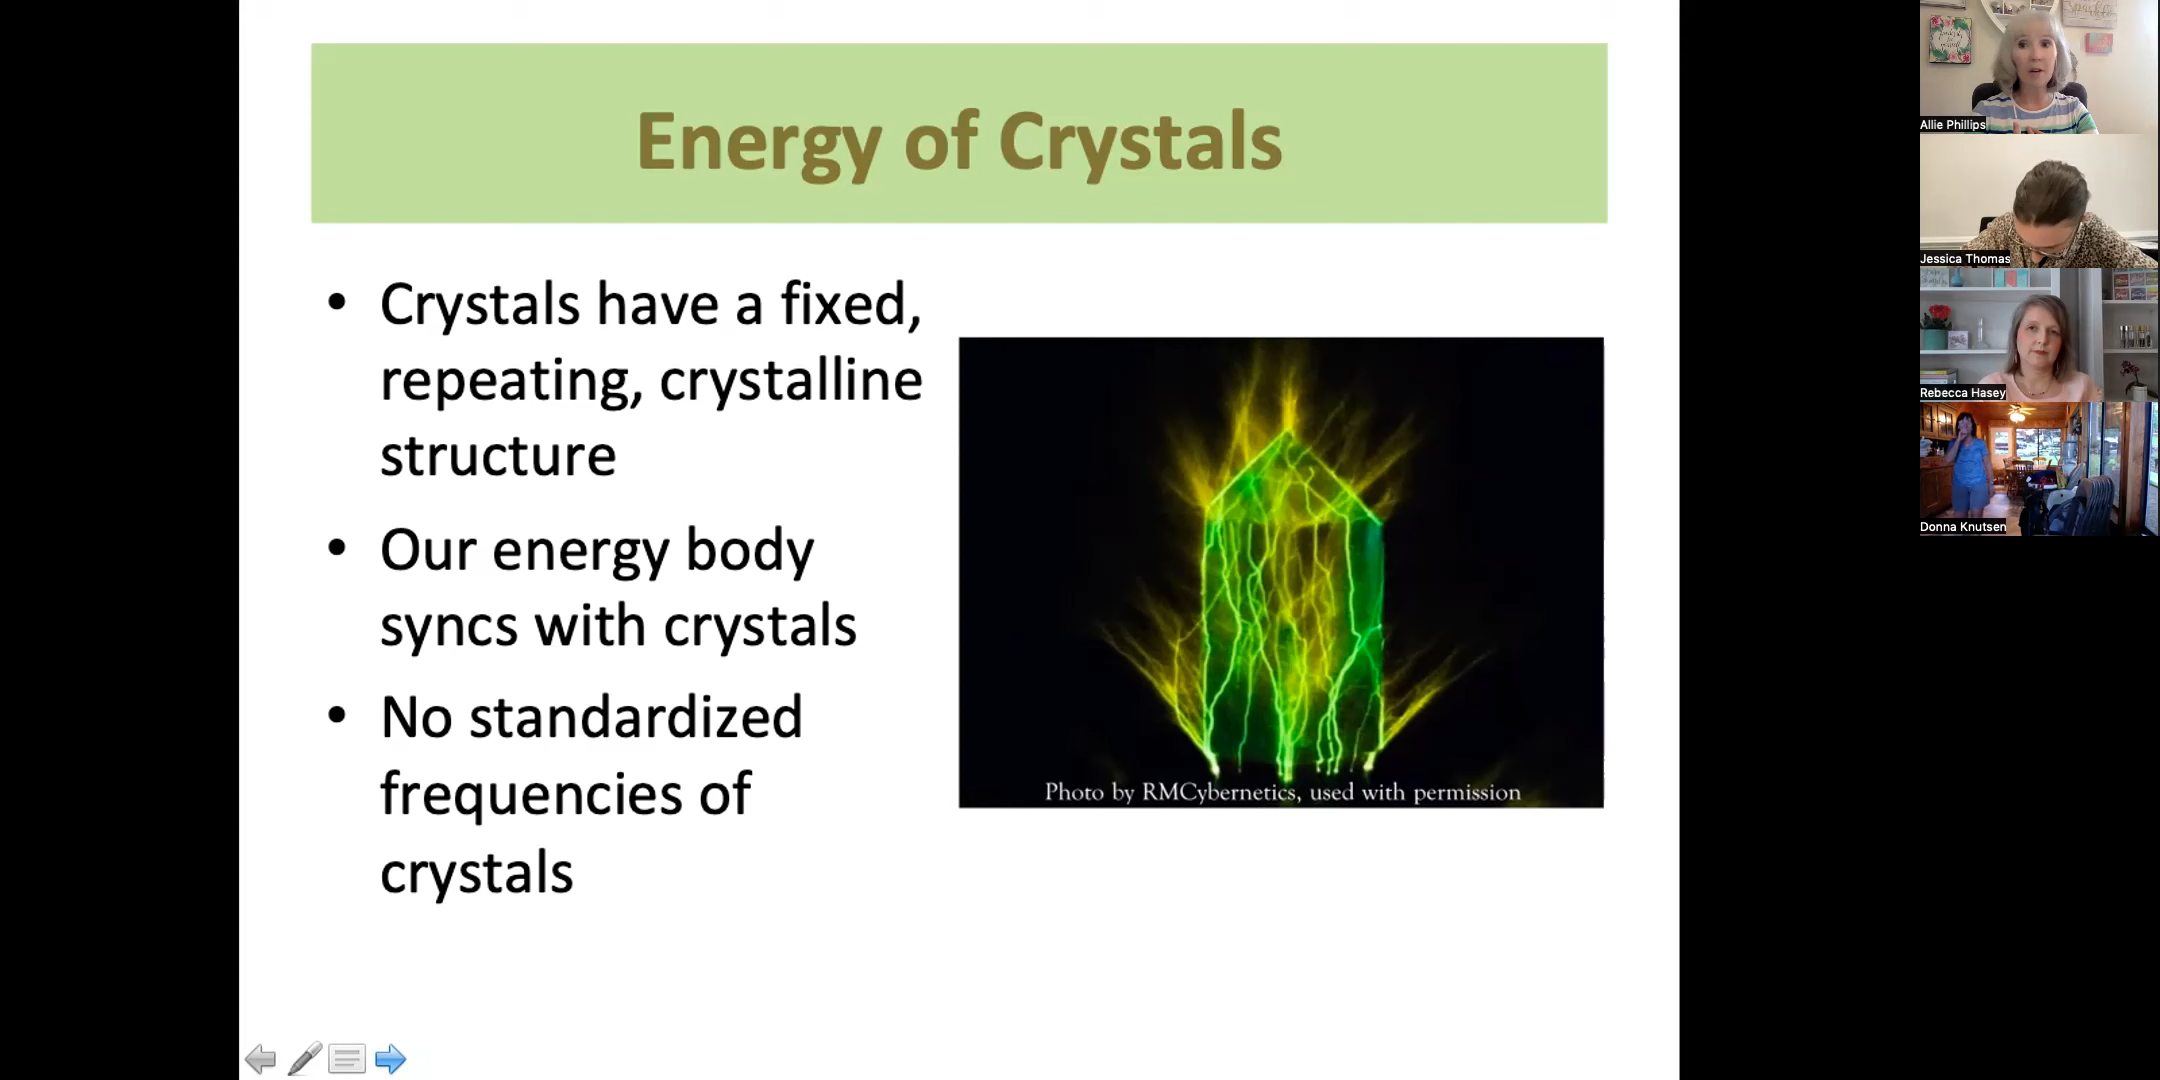 Energy of Crystals
• Crystals have a fixed,
repeating, crystalline
structure
• Our energy body
syncs with crystals
• No standardized
frequencies of
crystals
Photo by RMCybernetics, used with permission
Allie Phillips
Jessica Thomas
Rebecca Hasey
Donna Knutsen